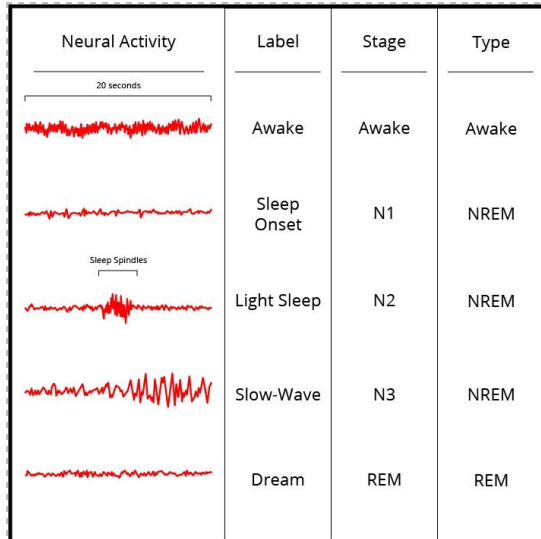 Neural Activity Label Stage Type
20 seconds
Awake Awake Awake
Sleep
Onset N1 NREM
Sleep Spindles
Light Sleep N2 NREM
Slow-Wave N3 NREM
Dream REM REM